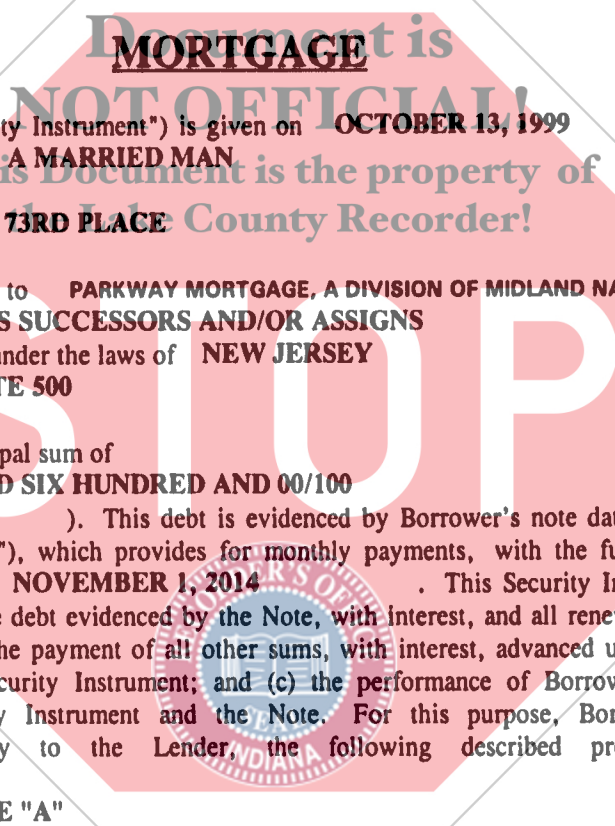 Document is
MORTGAGE
NOT OFFICIAL!
ty Instrument") is given on OCTOBER 13, 1999
A MARRIED MAN
is Document is the property of
the Lake County Recorder!
73RD PLACE
to PARKWAY MORTGAGE, A DIVISION OF MIDLAND NA
S SUCCESSORS AND/OR ASSIGNS
under the laws of NEW JERSEY
TE 500
STOP
pal sum of
D SIX HUNDRED AND 00/100
). This debt is evidenced by Borrower's note dat
"), which provides for monthly payments, with the fu
NOVEMBER 1, 2014 . This Security In
e debt evidenced by the Note, with interest, and all rene
he payment of all other sums, with interest, advanced u
curity Instrument; and (c) the performance of Borrow
y Instrument and the Note. For this purpose, Bor
y to the Lender, the following described pr
RECORDER'S OFFICE
SEAL
INDIANA
E "A"